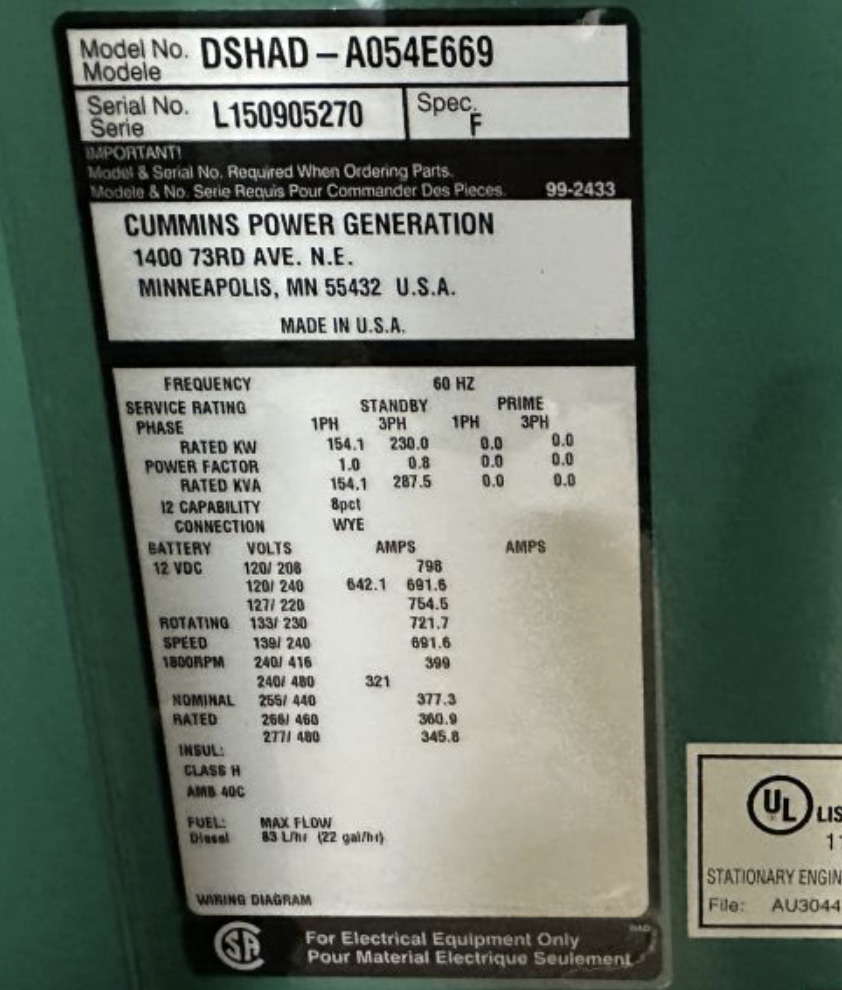 Model No. DSHAD – A054E669
Modele
Serial No. L150905270 Spec. F
Serie
IMPORTANT!
Model & Serial No. Required When Ordering Parts.
Modele & No. Serie Requis Pour Commander Des Pieces. 99-2433
CUMMINS POWER GENERATION
1400 73RD AVE. N.E.
MINNEAPOLIS, MN 55432 U.S.A.
MADE IN U.S.A.
FREQUENCY 60 HZ
SERVICE RATING STANDBY PRIME
PHASE 1PH 3PH 1PH 3PH
RATED KW 154.1 230.0 0.0 0.0
POWER FACTOR 1.0 0.8 0.0 0.0
RATED KVA 154.1 287.5 0.0 0.0
I2 CAPABILITY 8pct
CONNECTION WYE
BATTERY VOLTS AMPS AMPS
12 VDC 120/ 208 798
120/ 240 642.1 691.6
127/ 220 754.5
ROTATING 133/ 230 721.7
SPEED 139/ 240 691.6
1800RPM 240/ 416 399
240/ 480 321
NOMINAL 255/ 440 377.3
RATED 266/ 460 360.9
277/ 480 345.8
INSUL:
CLASS H
AMB 40C
FUEL: MAX FLOW
Diesel 83 L/hr (22 gal/hr)
WIRING DIAGRAM
SA For Electrical Equipment Only
Pour Material Electrique Seulement
UL LIS
11
STATIONARY ENGIN
File: AU3044